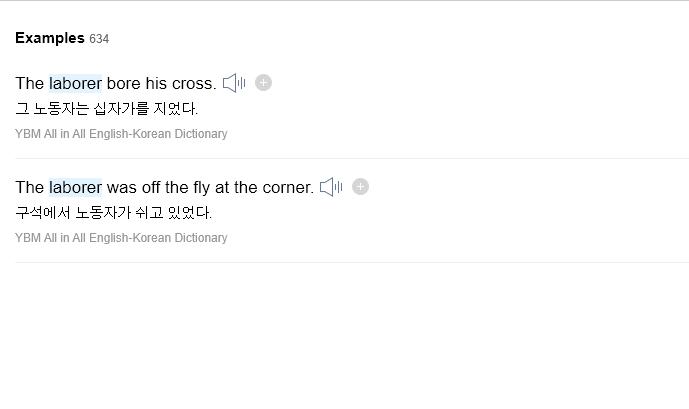 Examples 634
The laborer bore his cross.
그 노동자는 십자가를 지었다.
YBM All in All English-Korean Dictionary
The laborer was off the fly at the corner.
구석에서 노동자가 쉬고 있었다.
YBM All in All English-Korean Dictionary